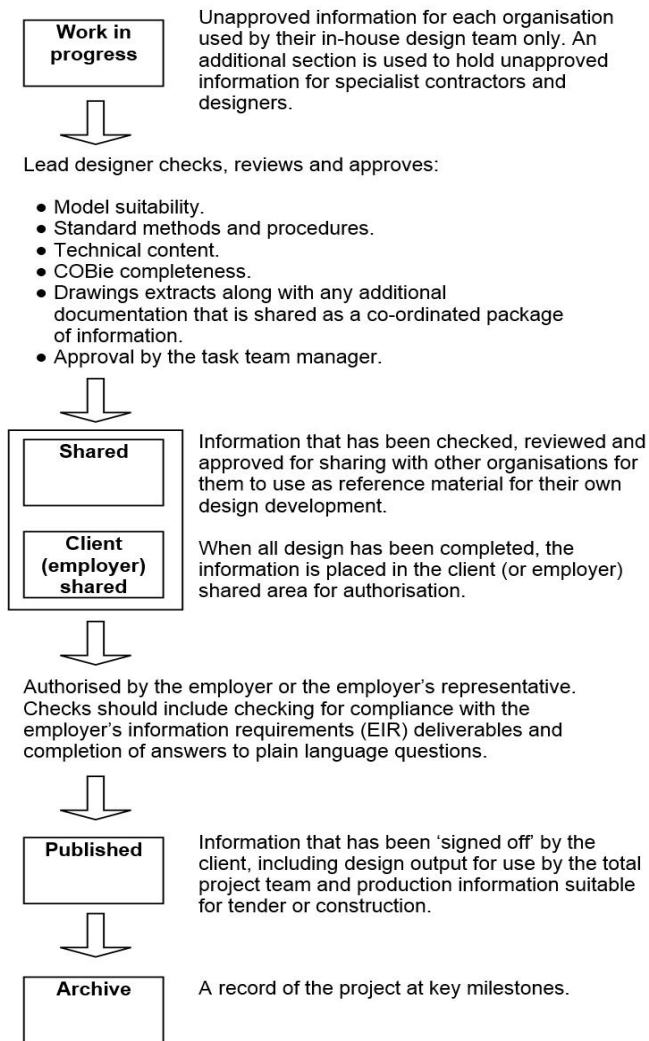 Work in
progress
Unapproved information for each organisation
used by their in-house design team only. An
additional section is used to hold unapproved
information for specialist contractors and
designers.
Lead designer checks, reviews and approves:
● Model suitability.
● Standard methods and procedures.
● Technical content.
● COBie completeness.
● Drawings extracts along with any additional
documentation that is shared as a co-ordinated package
of information.
● Approval by the task team manager.
Shared
Information that has been checked, reviewed and
approved for sharing with other organisations for
them to use as reference material for their own
design development.
Client
(employer)
shared
When all design has been completed, the
information is placed in the client (or employer)
shared area for authorisation.
Authorised by the employer or the employer’s representative.
Checks should include checking for compliance with the
employer’s information requirements (EIR) deliverables and
completion of answers to plain language questions.
Published
Information that has been ‘signed off’ by the
client, including design output for use by the total
project team and production information suitable
for tender or construction.
Archive
A record of the project at key milestones.